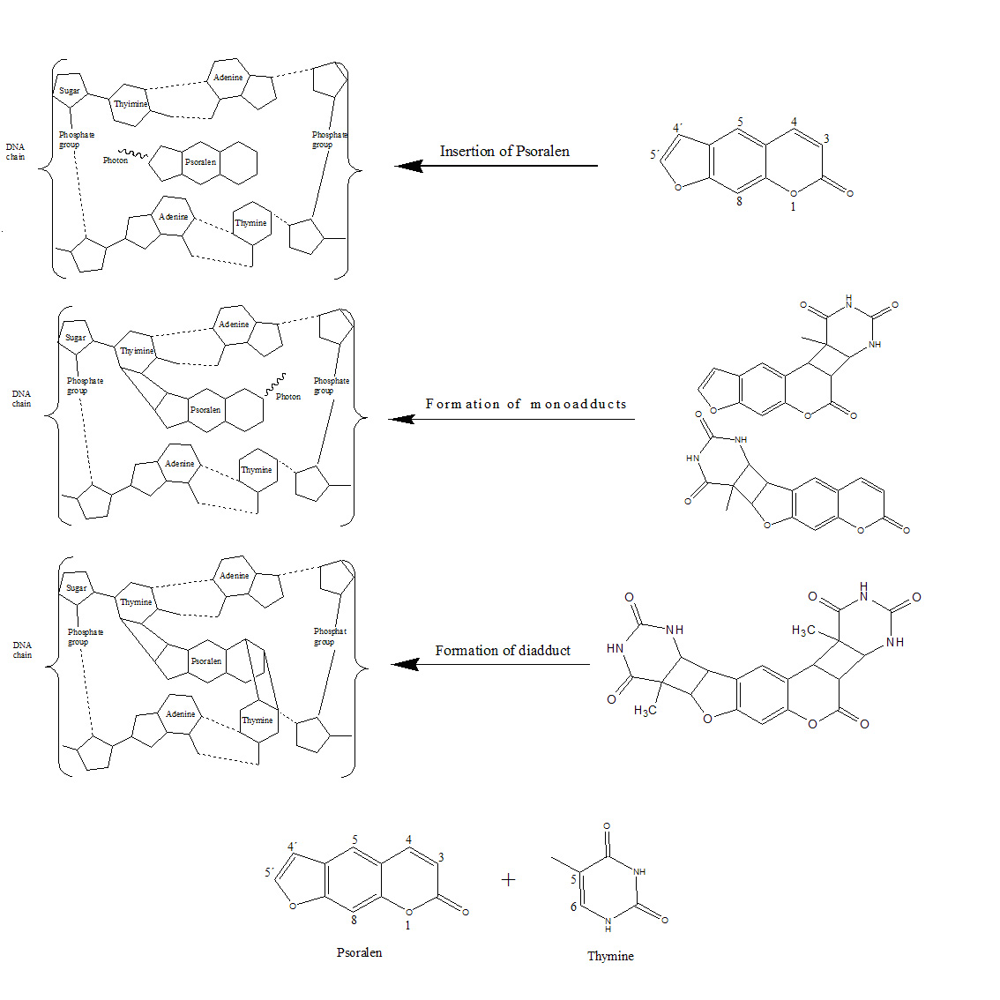 Sugar
Thyimine
Adenine
Phosphate
group
Phosphate
group
DNA
chain
Photon
Psoralen
Adenine
Thymine
Insertion of Psoralen
4´
5
4
3
5´
O
8
O
1
O
Sugar
Thyimine
Adenine
Phosphate
group
Phosphate
group
DNA
chain
Psoralen
Photon
Adenine
Thymine
Formation of monoadducts
H
N
O
O
NH
O
O
O
O
NH
HN
O
O
O
O
Sugar
Thymine
Adenine
Phosphate
group
Phosphat
group
DNA
chain
Psoralen
Adenine
Thymine
Formation of diadduct
O
NH
HN
O
H3C
O
H
N
O
O
H3C
NH
O
O
4´
5
4
3
5´
O
8
O
1
O
Psoralen
+
O
5
NH
6
N
H
O
Thymine